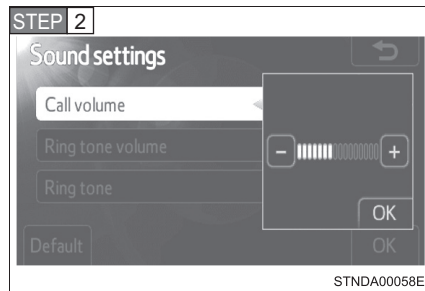 STEP 2
Sound settings
Call volume
Ring tone volume
Ring tone
- +
OK
Default
OK
STNDA00058E